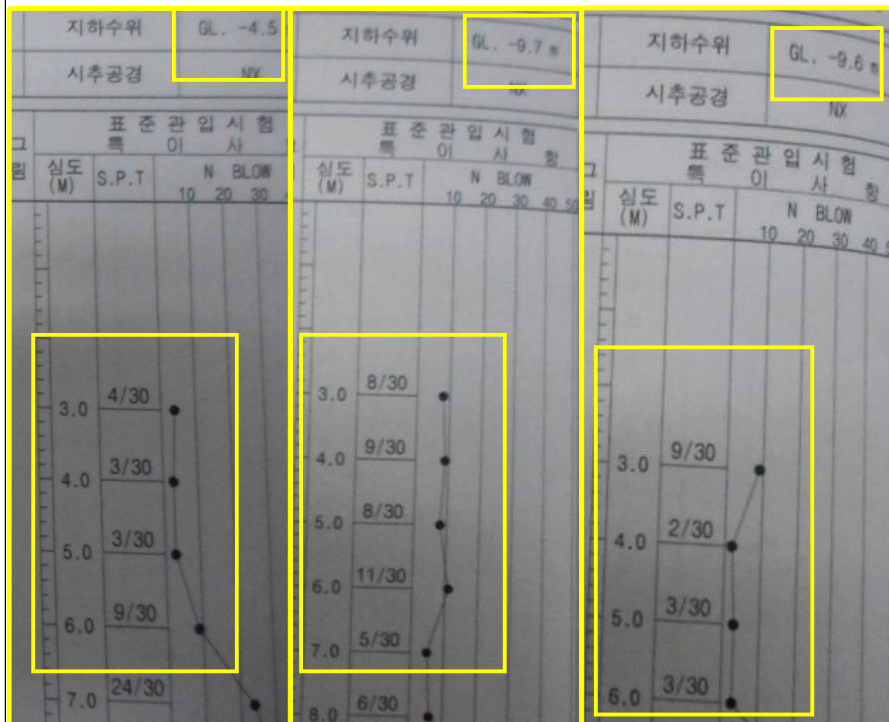 지하수위 GL. -4.5
시추공경 NX
표 준 관 입 시 험
특 이 사
심도 (M) S.P.T N BLOW
10 20 30
3.0 4/30
4.0 3/30
5.0 3/30
6.0 9/30
7.0 24/30
지하수위 GL. -9.7 m
시추공경 NX
표 준 관 입 시 험
특 이 사 항
심도 (M) S.P.T N BLOW
10 20 30 40 50
3.0 8/30
4.0 9/30
5.0 8/30
6.0 11/30
7.0 5/30
8.0 6/30
지하수위 GL. -9.6 m
시추공경 NX
표 준 관 입 시 험
특 이 사 항
심도 (M) S.P.T N BLOW
10 20 30 40
3.0 9/30
4.0 2/30
5.0 3/30
6.0 3/30